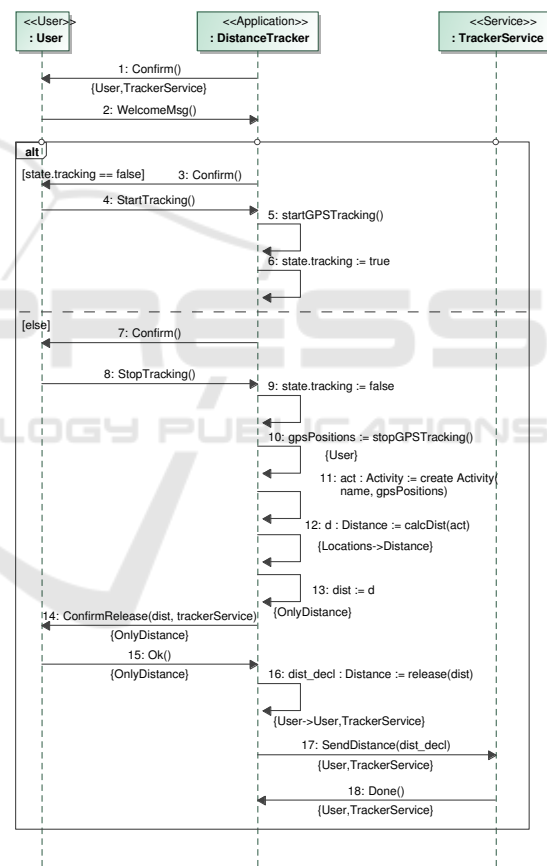 <<User>>
: User
<<Application>>
: DistanceTracker
<<Service>>
: TrackerService
1: Confirm()
{User,TrackerService}
2: WelcomeMsg()
alt
[state.tracking == false]
3: Confirm()
4: StartTracking()
5: startGPSTracking()
6: state.tracking := true
[else]
7: Confirm()
8: StopTracking()
9: state.tracking := false
10: gpsPositions := stopGPSTracking()
{User}
11: act : Activity := create Activity(
name, gpsPositions)
12: d : Distance := calcDist(act)
{Locations->Distance}
13: dist := d
{OnlyDistance}
14: ConfirmRelease(dist, trackerService)
{OnlyDistance}
15: Ok()
{OnlyDistance}
16: dist_decl : Distance := release(dist)
{User->User,TrackerService}
17: SendDistance(dist_decl)
{User,TrackerService}
18: Done()
{User,TrackerService}
PRESS
LOGY PUBLICATIONS